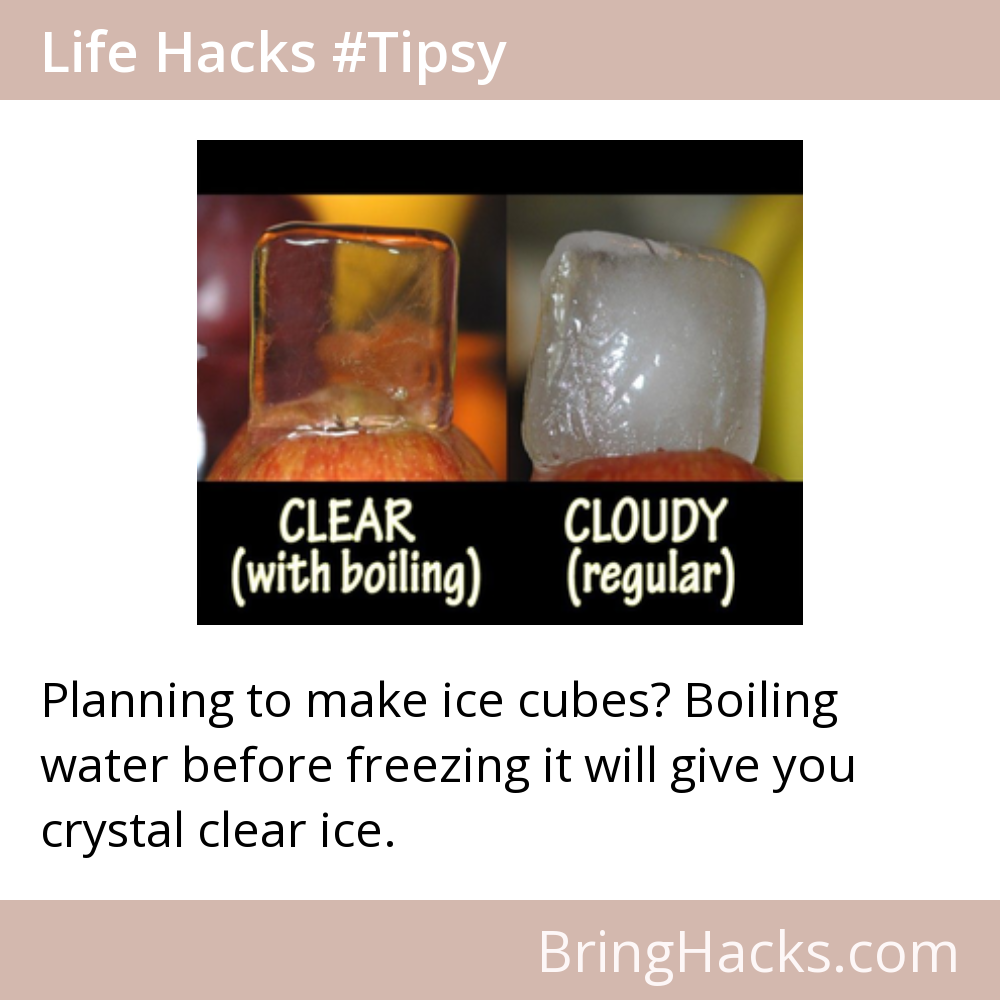 Life Hacks #Tipsy
CLEAR
(with boiling)
CLOUDY
(regular)
Planning to make ice cubes? Boiling
water before freezing it will give you
crystal clear ice.
BringHacks.com